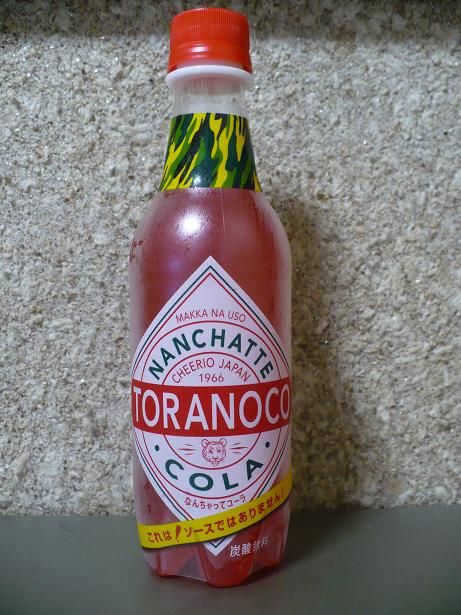 MAKKA NA USO
NANCHATTE
CHEERIO JAPAN
1966
TORANOCO
・COLA・
なんちゃってコーラ
これは!ソースではありません!
炭酸飲料